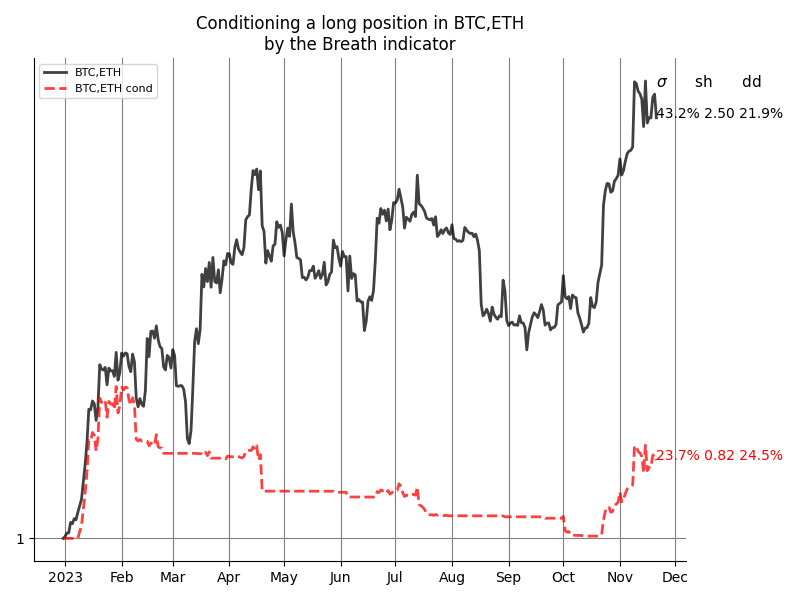 Conditioning a long position in BTC,ETH
by the Breath indicator
BTC,ETH
BTC,ETH cond
σ sh dd
43.2% 2.50 21.9%
23.7% 0.82 24.5%
1
2023 Feb Mar Apr May Jun Jul Aug Sep Oct Nov Dec